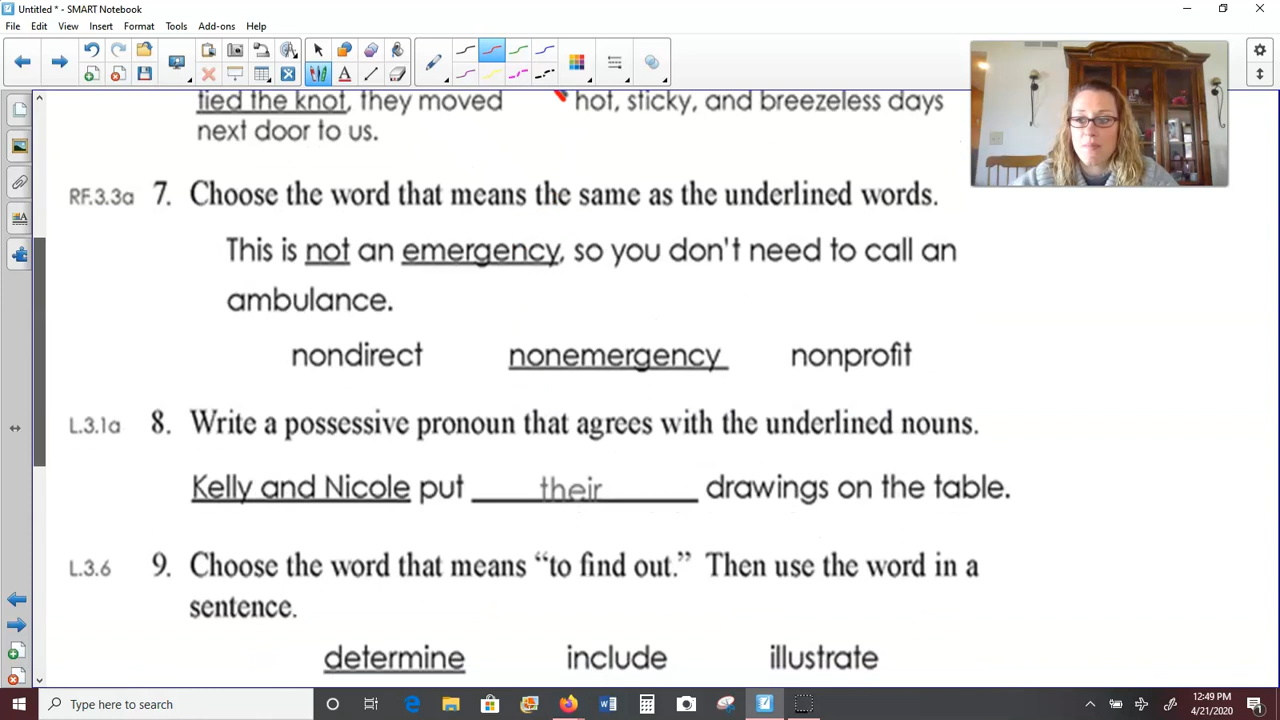 Untitled * - SMART Notebook
File Edit View Insert Format Tools Add-ons Help
tied the knot, they moved
next door to us.
hot, sticky, and breezeless days
RF.3.3a 7. Choose the word that means the same as the underlined words.
This is not an emergency, so you don't need to call an
ambulance.
nondirect nonemergency nonprofit
L.3.1a 8. Write a possessive pronoun that agrees with the underlined nouns.
Kelly and Nicole put their drawings on the table.
L.3.6 9. Choose the word that means “to find out.” Then use the word in a
sentence.
determine include illustrate
Type here to search
12:49 PM
4/21/2020